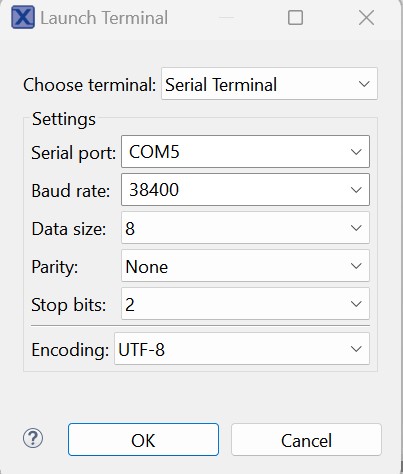 Launch Terminal
Choose terminal: Serial Terminal
Settings
Serial port: COM5
Baud rate: 38400
Data size: 8
Parity: None
Stop bits: 2
Encoding: UTF-8
? OK Cancel